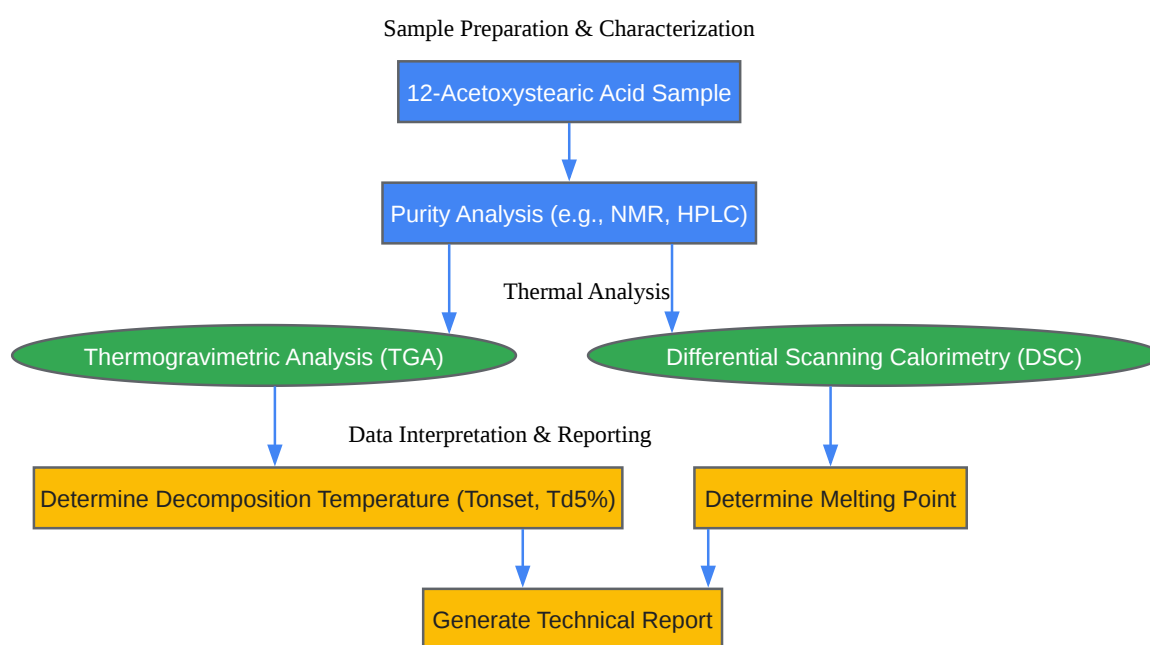 Sample Preparation & Characterization
12-Acetoxystearic Acid Sample
Purity Analysis (e.g., NMR, HPLC)
Thermal Analysis
Thermogravimetric Analysis (TGA)
Differential Scanning Calorimetry (DSC)
Data Interpretation & Reporting
Determine Decomposition Temperature (Tonset, Td5%)
Determine Melting Point
Generate Technical Report